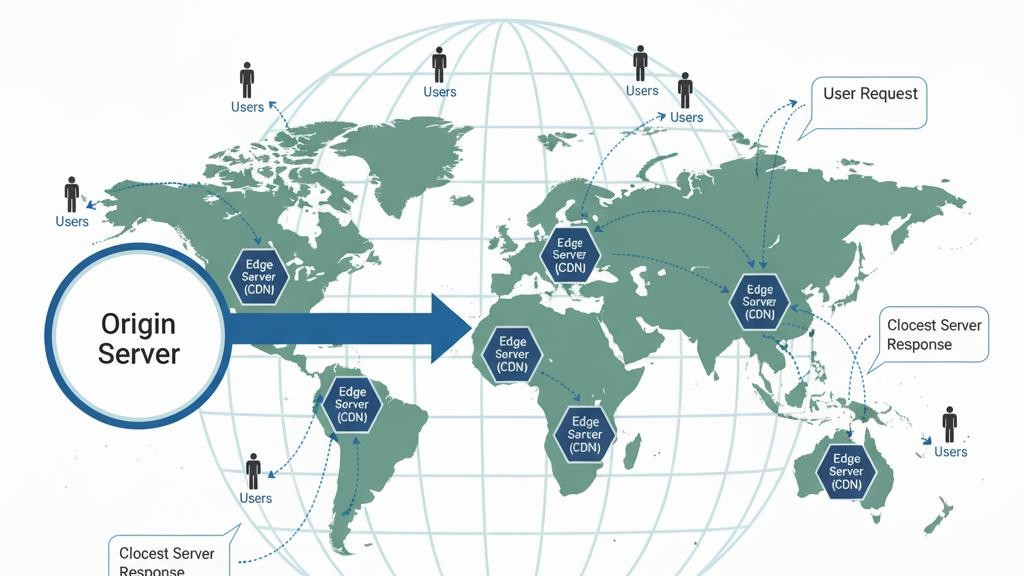 Users
Users
Users
Users
User Request
Users
Edge
Server
(CDN)
Edge
Server
(CDN)
Edge
Server
(CDN)
Origin
Server
Edge
Server
(CDN)
Clocest Server
Response
Edge
Server
(CDN)
Edge
Server
(CDN)
Users
Edge
Server
(CDN)
Users
Clocest Server
Response